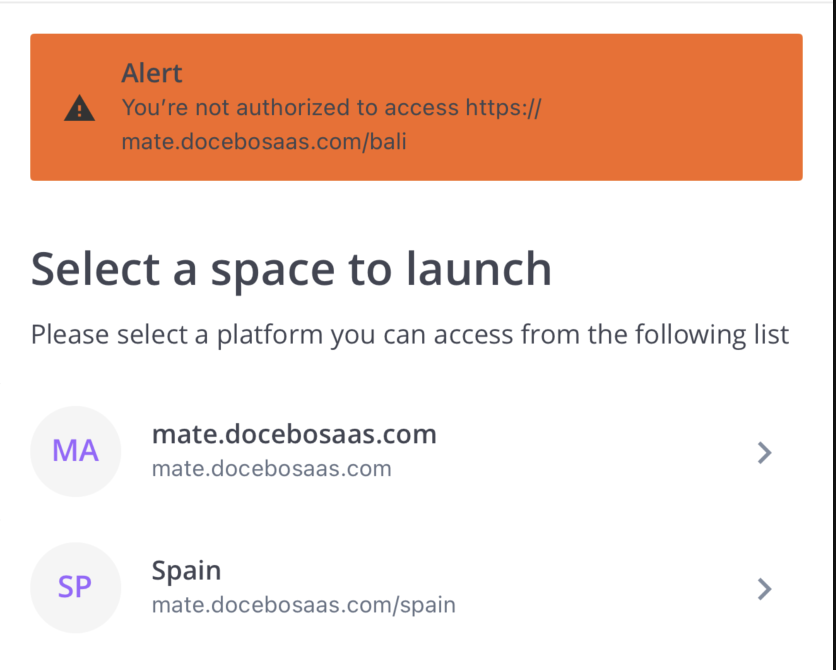 Alert
You’re not authorized to access https://
mate.docebosaas.com/bali
Select a space to launch
Please select a platform you can access from the following list
MA
mate.docebosaas.com
mate.docebosaas.com
SP
Spain
mate.docebosaas.com/spain